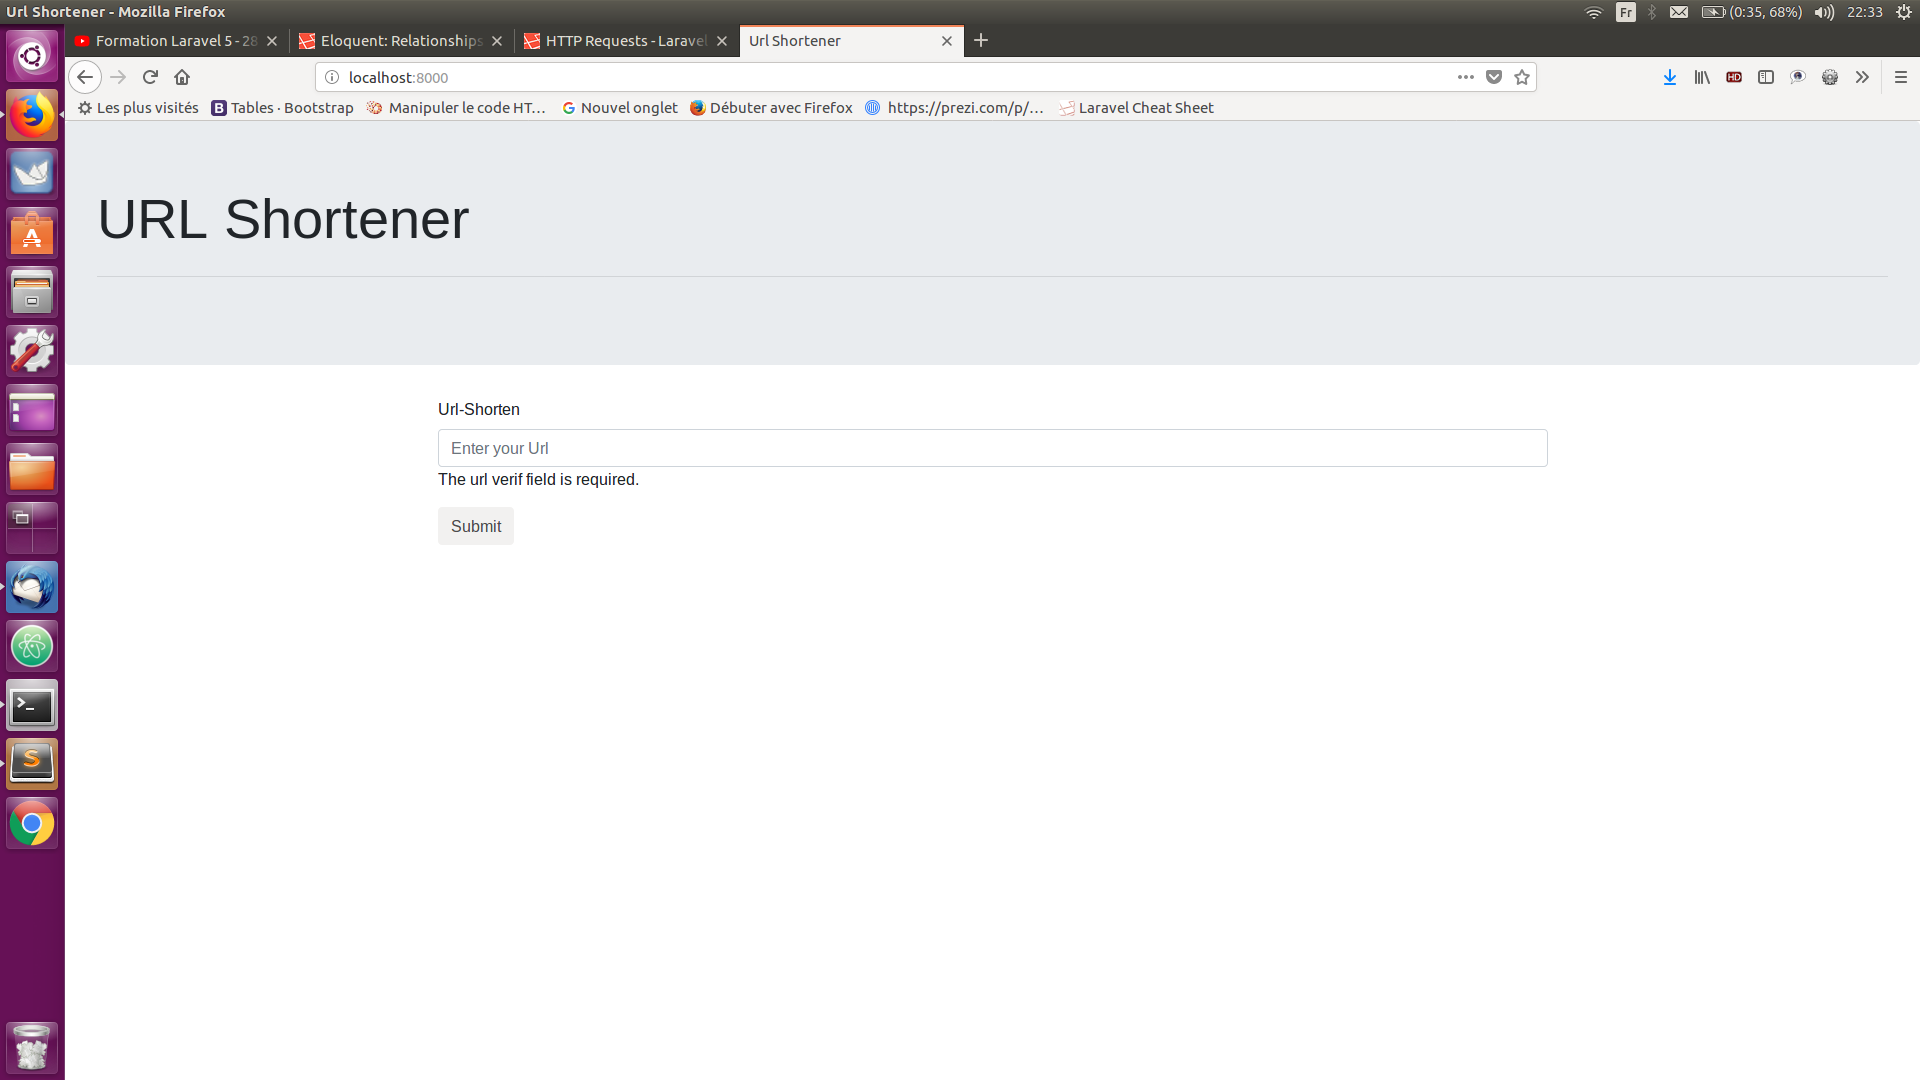 Url Shortener - Mozilla Firefox
Fr
(0:35, 68%)
22:33
Formation Laravel 5 - 28
Eloquent: Relationships
HTTP Requests - Laravel
Url Shortener
localhost:8000
HD
Les plus visités
B
Tables · Bootstrap
Manipuler le code HT…
Nouvel onglet
Débuter avec Firefox
https://prezi.com/p/…
Laravel Cheat Sheet
URL Shortener
Url-Shorten
Enter your Url
The url verif field is required.
Submit